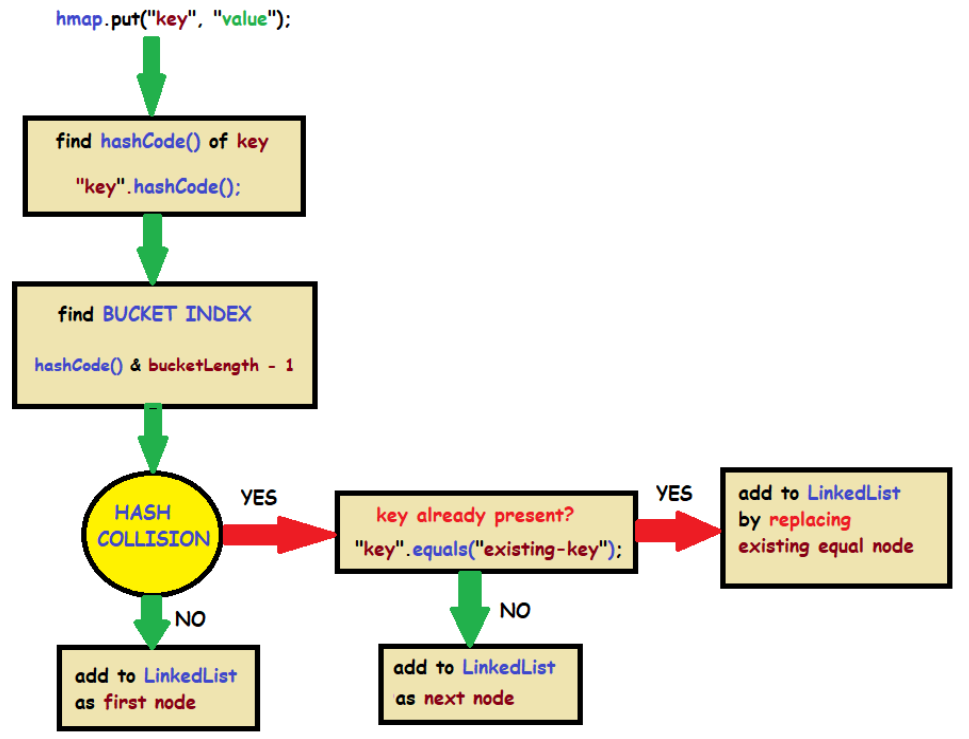 hmap.put("key", "value");
find hashCode() of key
"key".hashCode();
find BUCKET INDEX
hashCode() & bucketLength - 1
HASH
COLLISION
YES
key already present?
"key".equals("existing-key");
YES
add to LinkedList
by replacing
existing equal node
NO
add to LinkedList
as first node
NO
add to LinkedList
as next node